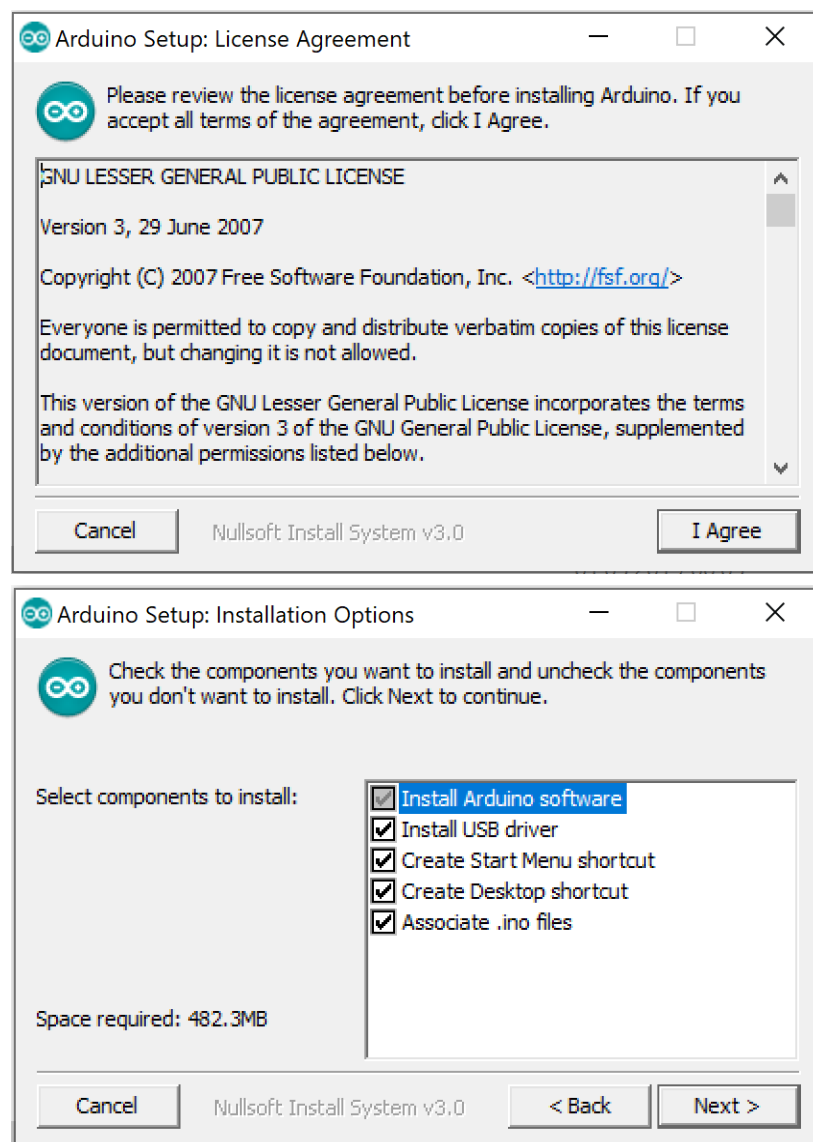 Arduino Setup: License Agreement
Please review the license agreement before installing Arduino. If you
accept all terms of the agreement, click I Agree.
GNU LESSER GENERAL PUBLIC LICENSE
Version 3, 29 June 2007
Copyright (C) 2007 Free Software Foundation, Inc. <http://fsf.org/>
Everyone is permitted to copy and distribute verbatim copies of this license
document, but changing it is not allowed.
This version of the GNU Lesser General Public License incorporates the terms
and conditions of version 3 of the GNU General Public License, supplemented
by the additional permissions listed below.
Cancel
Nullsoft Install System v3.0
I Agree
Arduino Setup: Installation Options
Check the components you want to install and uncheck the components
you don't want to install. Click Next to continue.
Select components to install:
Install Arduino software
Install USB driver
Create Start Menu shortcut
Create Desktop shortcut
Associate .ino files
Space required: 482.3MB
Cancel
Nullsoft Install System v3.0
< Back
Next >